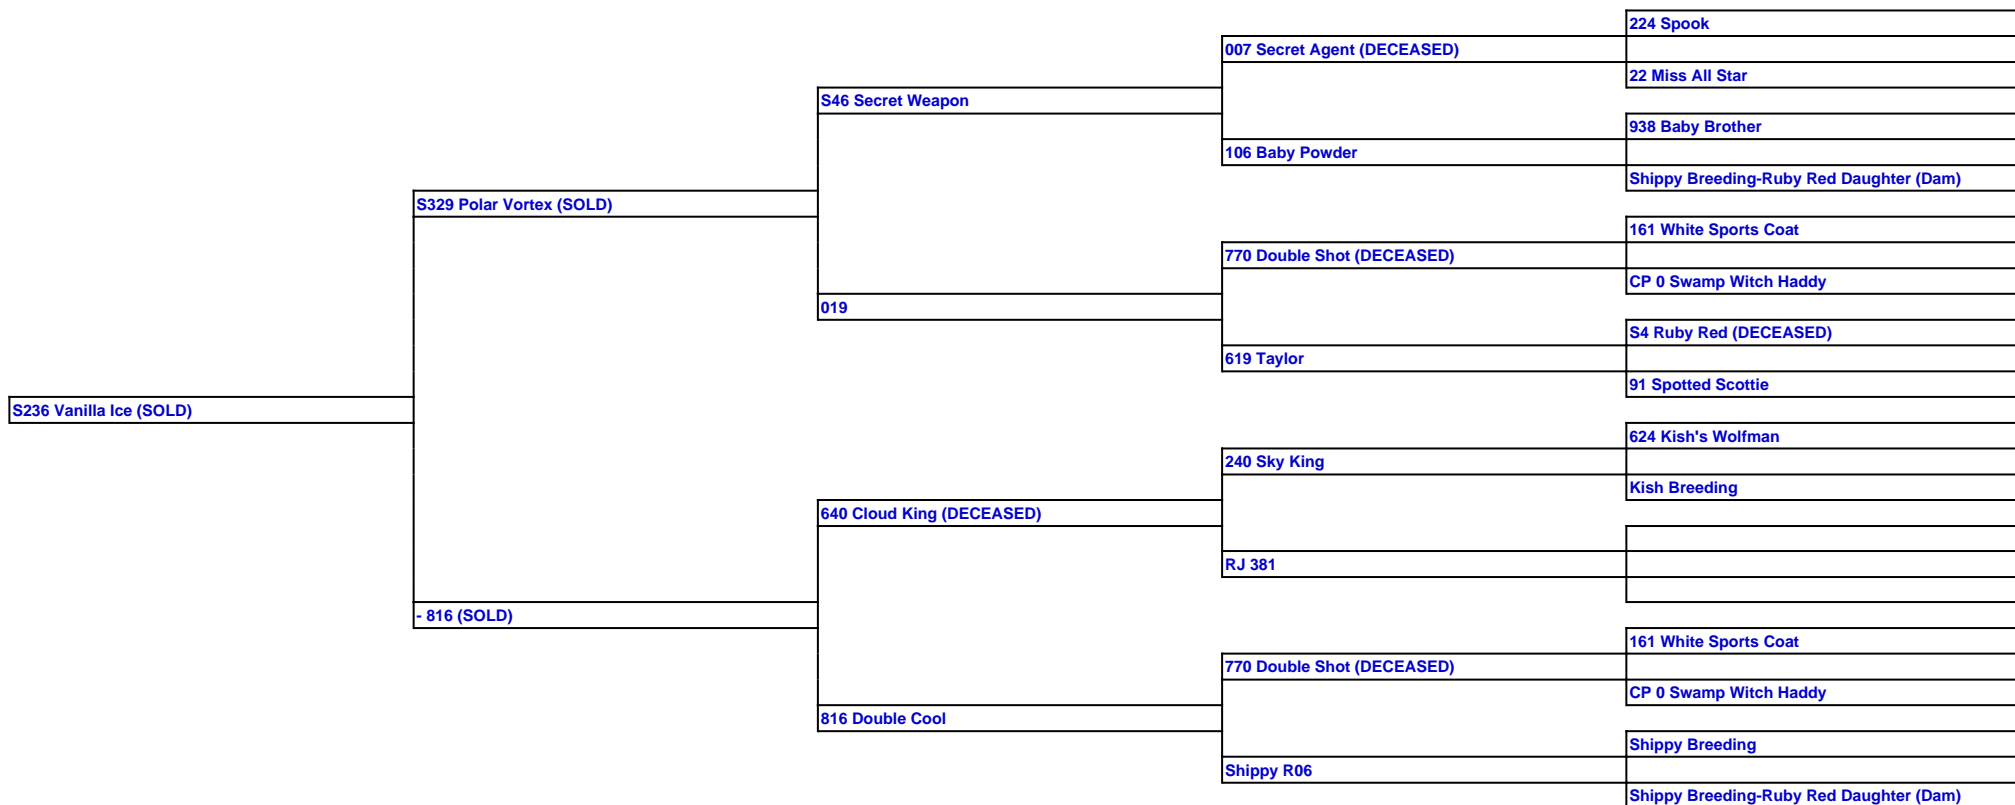 224 Spook
007 Secret Agent (DECEASED)
22 Miss All Star
S46 Secret Weapon
938 Baby Brother
106 Baby Powder
Shippy Breeding-Ruby Red Daughter (Dam)
S329 Polar Vortex (SOLD)
161 White Sports Coat
770 Double Shot (DECEASED)
CP 0 Swamp Witch Haddy
019
S4 Ruby Red (DECEASED)
619 Taylor
91 Spotted Scottie
S236 Vanilla Ice (SOLD)
624 Kish's Wolfman
240 Sky King
Kish Breeding
640 Cloud King (DECEASED)
RJ 381
- 816 (SOLD)
161 White Sports Coat
770 Double Shot (DECEASED)
CP 0 Swamp Witch Haddy
816 Double Cool
Shippy Breeding
Shippy R06
Shippy Breeding-Ruby Red Daughter (Dam)